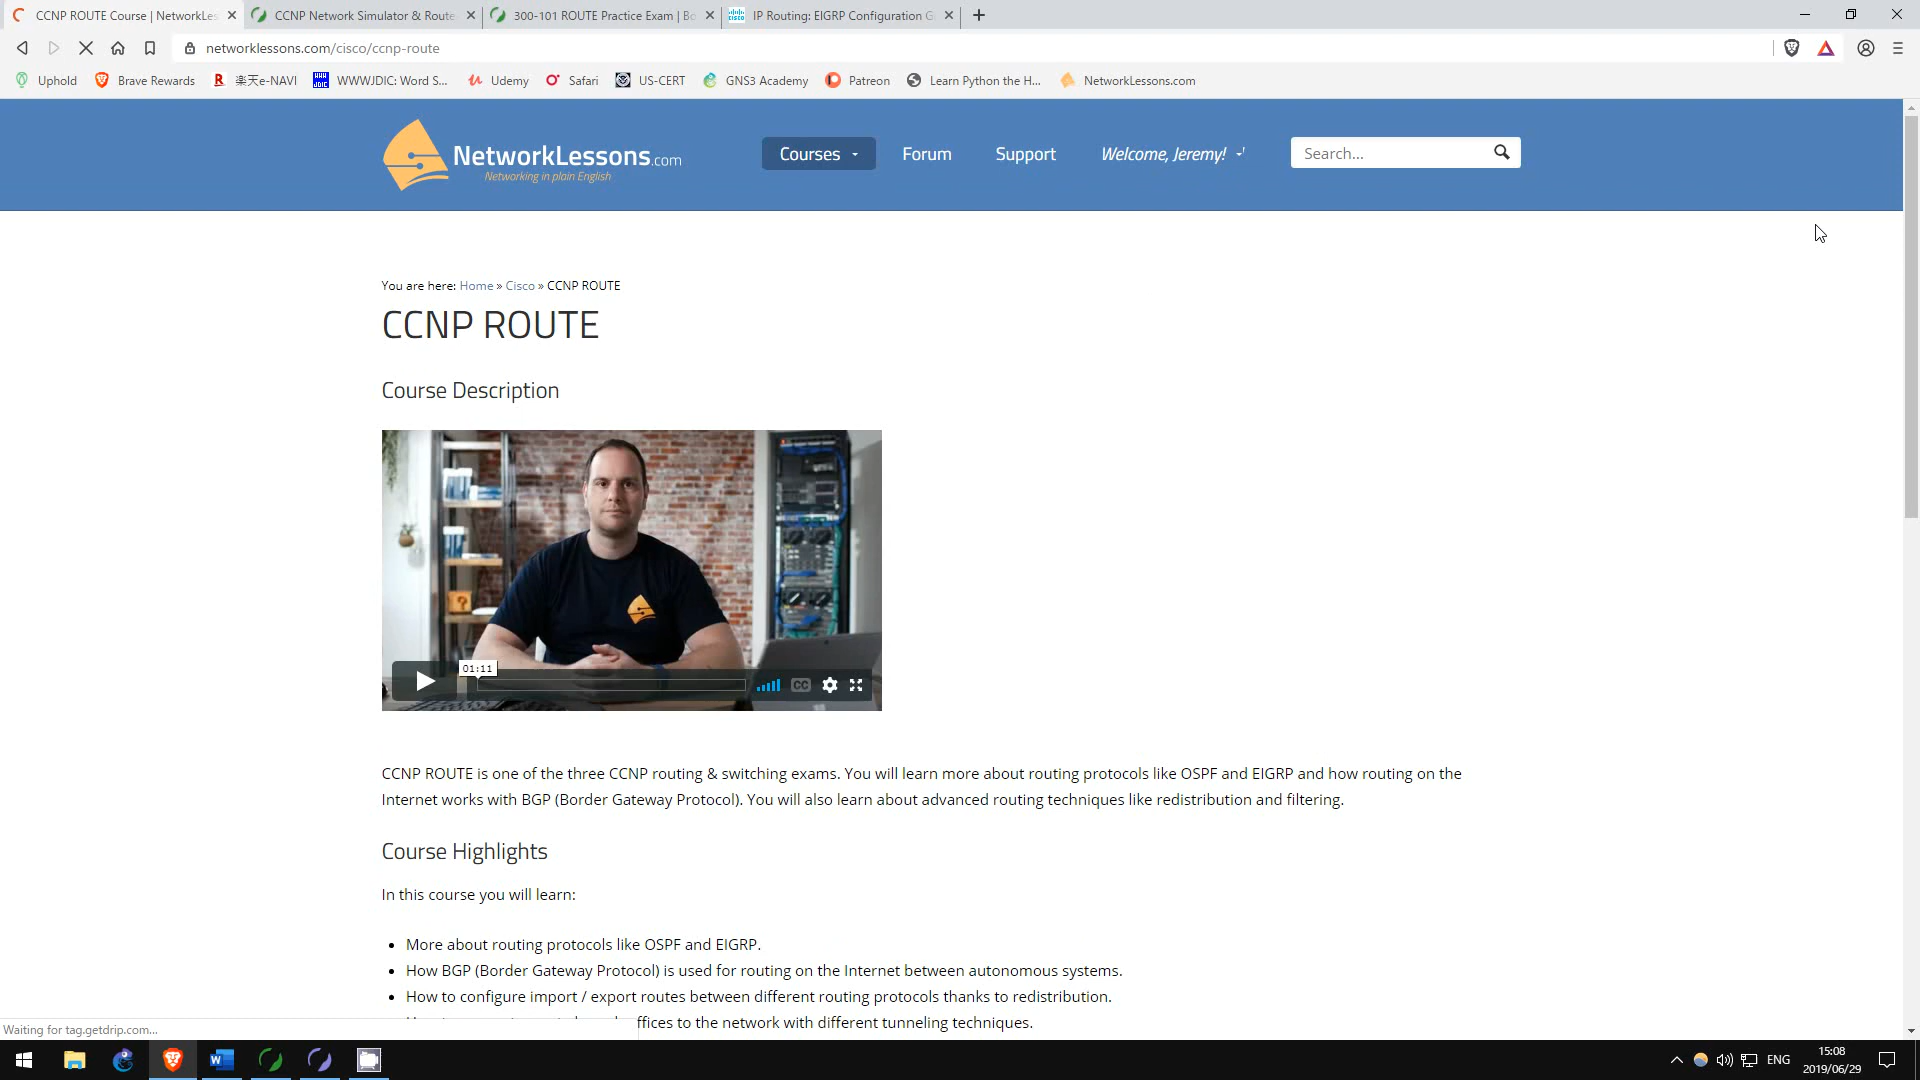 CCNP ROUTE Course | NetworkLes
CCNP Network Simulator & Route
300-101 ROUTE Practice Exam | Bo
IP Routing: EIGRP Configuration G
networklessons.com/cisco/ccnp-route
Uphold
Brave Rewards
楽天e-NAVI
WWWJDIC: Word S...
Udemy
Safari
US-CERT
GNS3 Academy
Patreon
Learn Python the H...
NetworkLessons.com
NetworkLessons.com
Networking in plain English
Courses
Forum
Support
Welcome, Jeremy!
Search...
You are here: Home » Cisco » CCNP ROUTE
CCNP ROUTE
Course Description
01:11
CC
CCNP ROUTE is one of the three CCNP routing & switching exams. You will learn more about routing protocols like OSPF and EIGRP and how routing on the
Internet works with BGP (Border Gateway Protocol). You will also learn about advanced routing techniques like redistribution and filtering.
Course Highlights
In this course you will learn:
• More about routing protocols like OSPF and EIGRP.
• How BGP (Border Gateway Protocol) is used for routing on the Internet between autonomous systems.
• How to configure import / export routes between different routing protocols thanks to redistribution.
to the network with different tunneling techniques.
Waiting for tag.getdrip.com...
ENG
15:08
2019/06/29